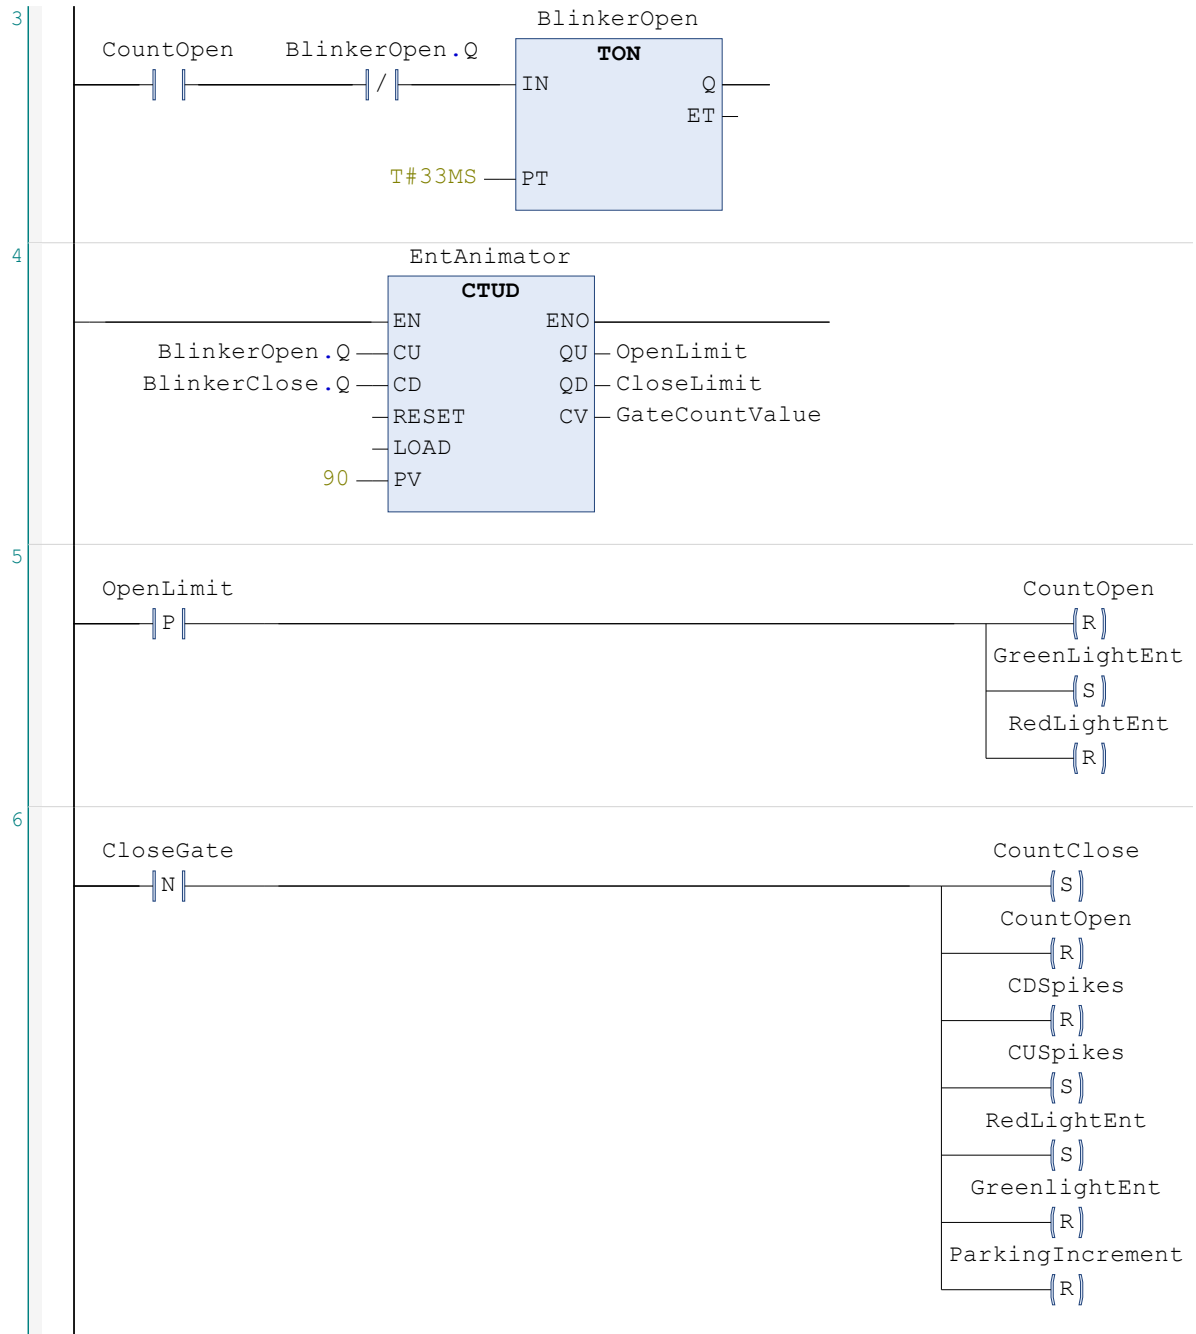 3
BlinkerOpen
CountOpen BlinkerOpen.Q TON
/ IN Q
ET
T#33MS PT
4
EntAnimator
CTUD
EN ENO
BlinkerOpen.Q CU QU OpenLimit
BlinkerClose.Q CD QD CloseLimit
RESET CV GateCountValue
LOAD
90 PV
5
OpenLimit CountOpen
P R
GreenLightEnt
S
RedLightEnt
R
6
CloseGate CountClose
N S
CountOpen
R
CDSpikes
R
CUSpikes
S
RedLightEnt
S
GreenlightEnt
R
ParkingIncrement
R